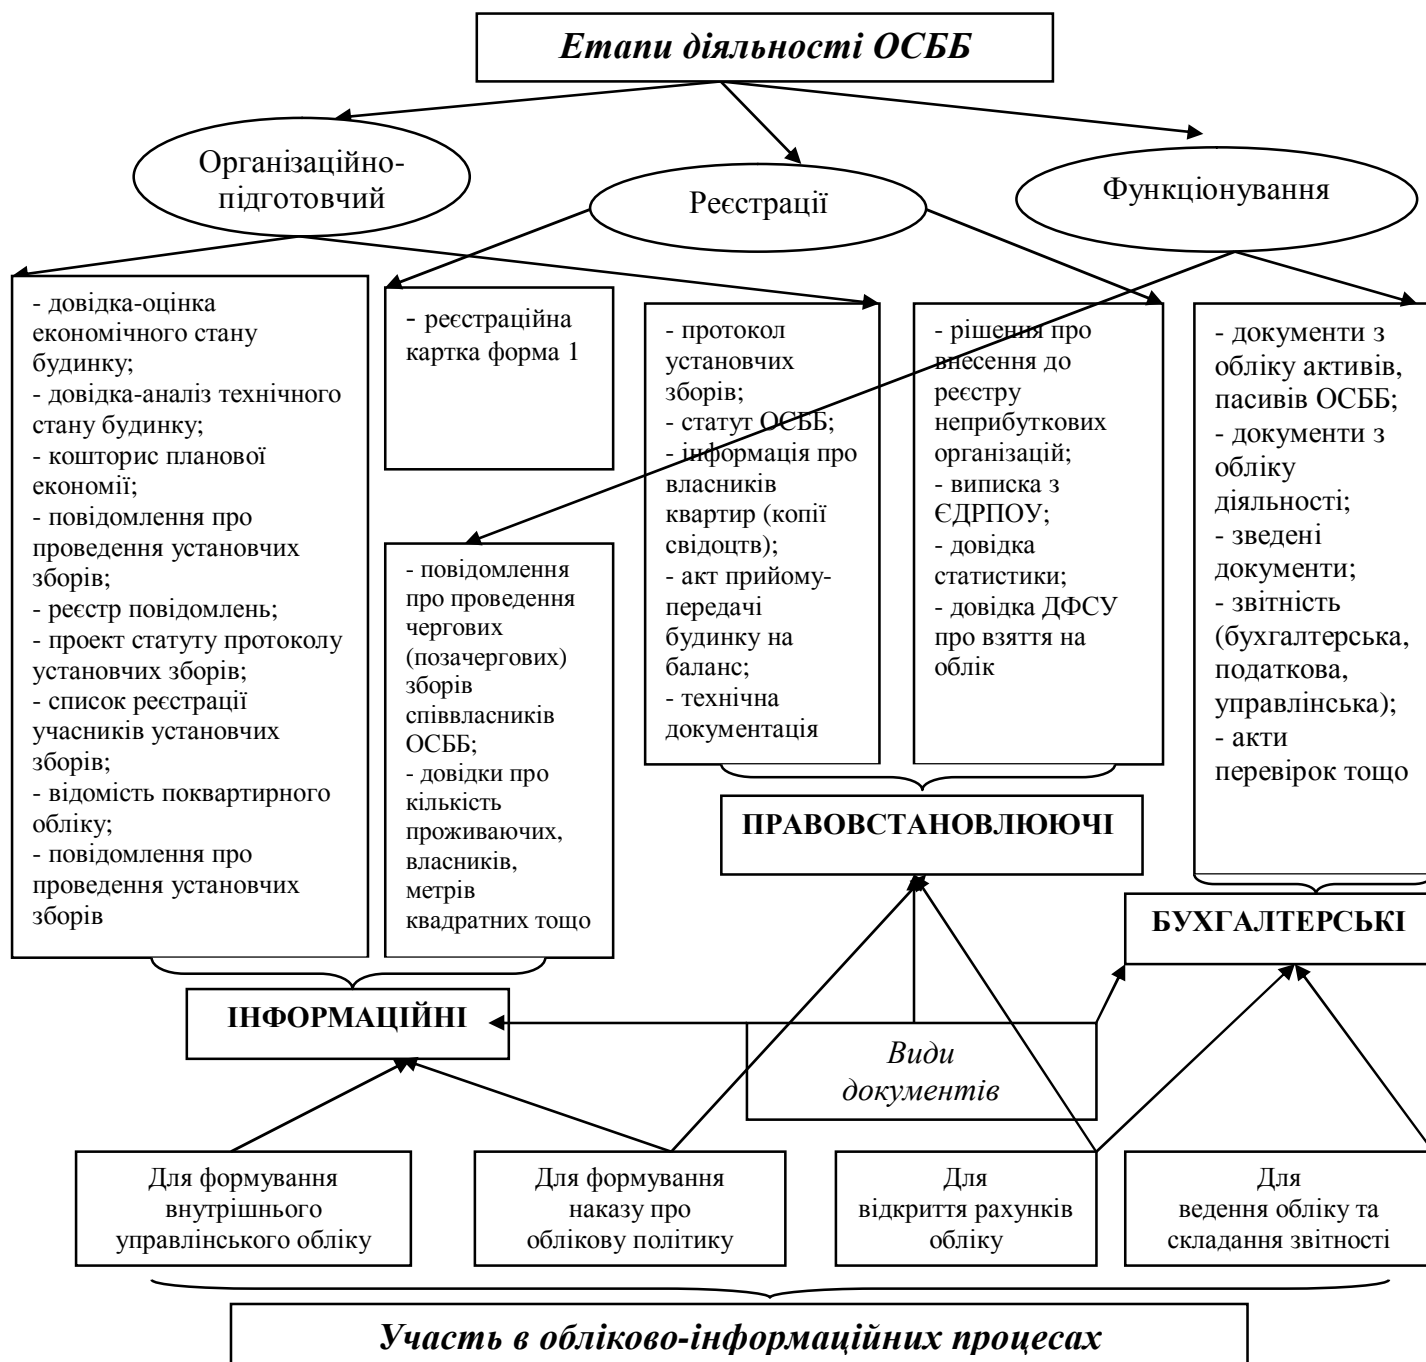 Етапи діяльності ОСББ
Організаційно-
підготовчий
Реєстрації
Функціонування
- довідка-оцінка
економічного стану
будинку;
- довідка-аналіз технічного
стану будинку;
- кошторис планової
економії;
- повідомлення про
проведення установчих
зборів;
- реєстр повідомлень;
- проект статуту протоколу
установчих зборів;
- список реєстрації
учасників установчих
зборів;
- відомість поквартирного
обліку;
- повідомлення про
проведення установчих
зборів
- реєстраційна
картка форма 1
- повідомлення
про проведення
чергових
(позачергових)
зборів
співвласників
ОСББ;
- довідки про
кількість
проживаючих,
власників,
метрів
квадратних тощо
- протокол
установчих
зборів;
- статут ОСББ;
- інформація про
власників
квартир (копії
свідоцтв);
- акт прийому-
передачі
будинку на
баланс;
- технічна
документація
- рішення про
внесення до
реєстру
неприбуткових
організацій;
- виписка з
ЄДРПОУ;
- довідка
статистики;
- довідка ДФСУ
про взяття на
облік
- документи з
обліку активів,
пасивів ОСББ;
- документи з
обліку
діяльності;
- зведені
документи;
- звітність
(бухгалтерська,
податкова,
управлінська);
- акти
перевірок тощо
ПРАВОВСТАНОВЛЮЮЧІ
БУХГАЛТЕРСЬКІ
ІНФОРМАЦІЙНІ
Види
документів
Для формування
внутрішнього
управлінського обліку
Для формування
наказу про
облікову політику
Для
відкриття рахунків
обліку
Для
ведення обліку та
складання звітності
Участь в обліково-інформаційних процесах